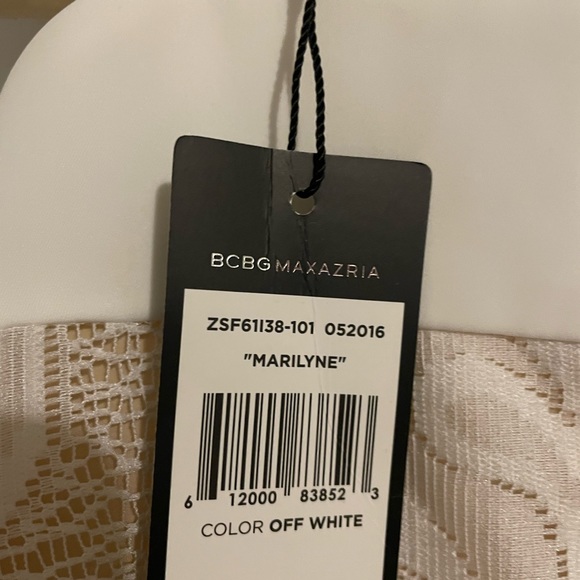 BCBGMAXAZRIA
ZSF61I38-101 052016
"MARILYNE"
6 12000 83852 3
COLOR OFF WHITE